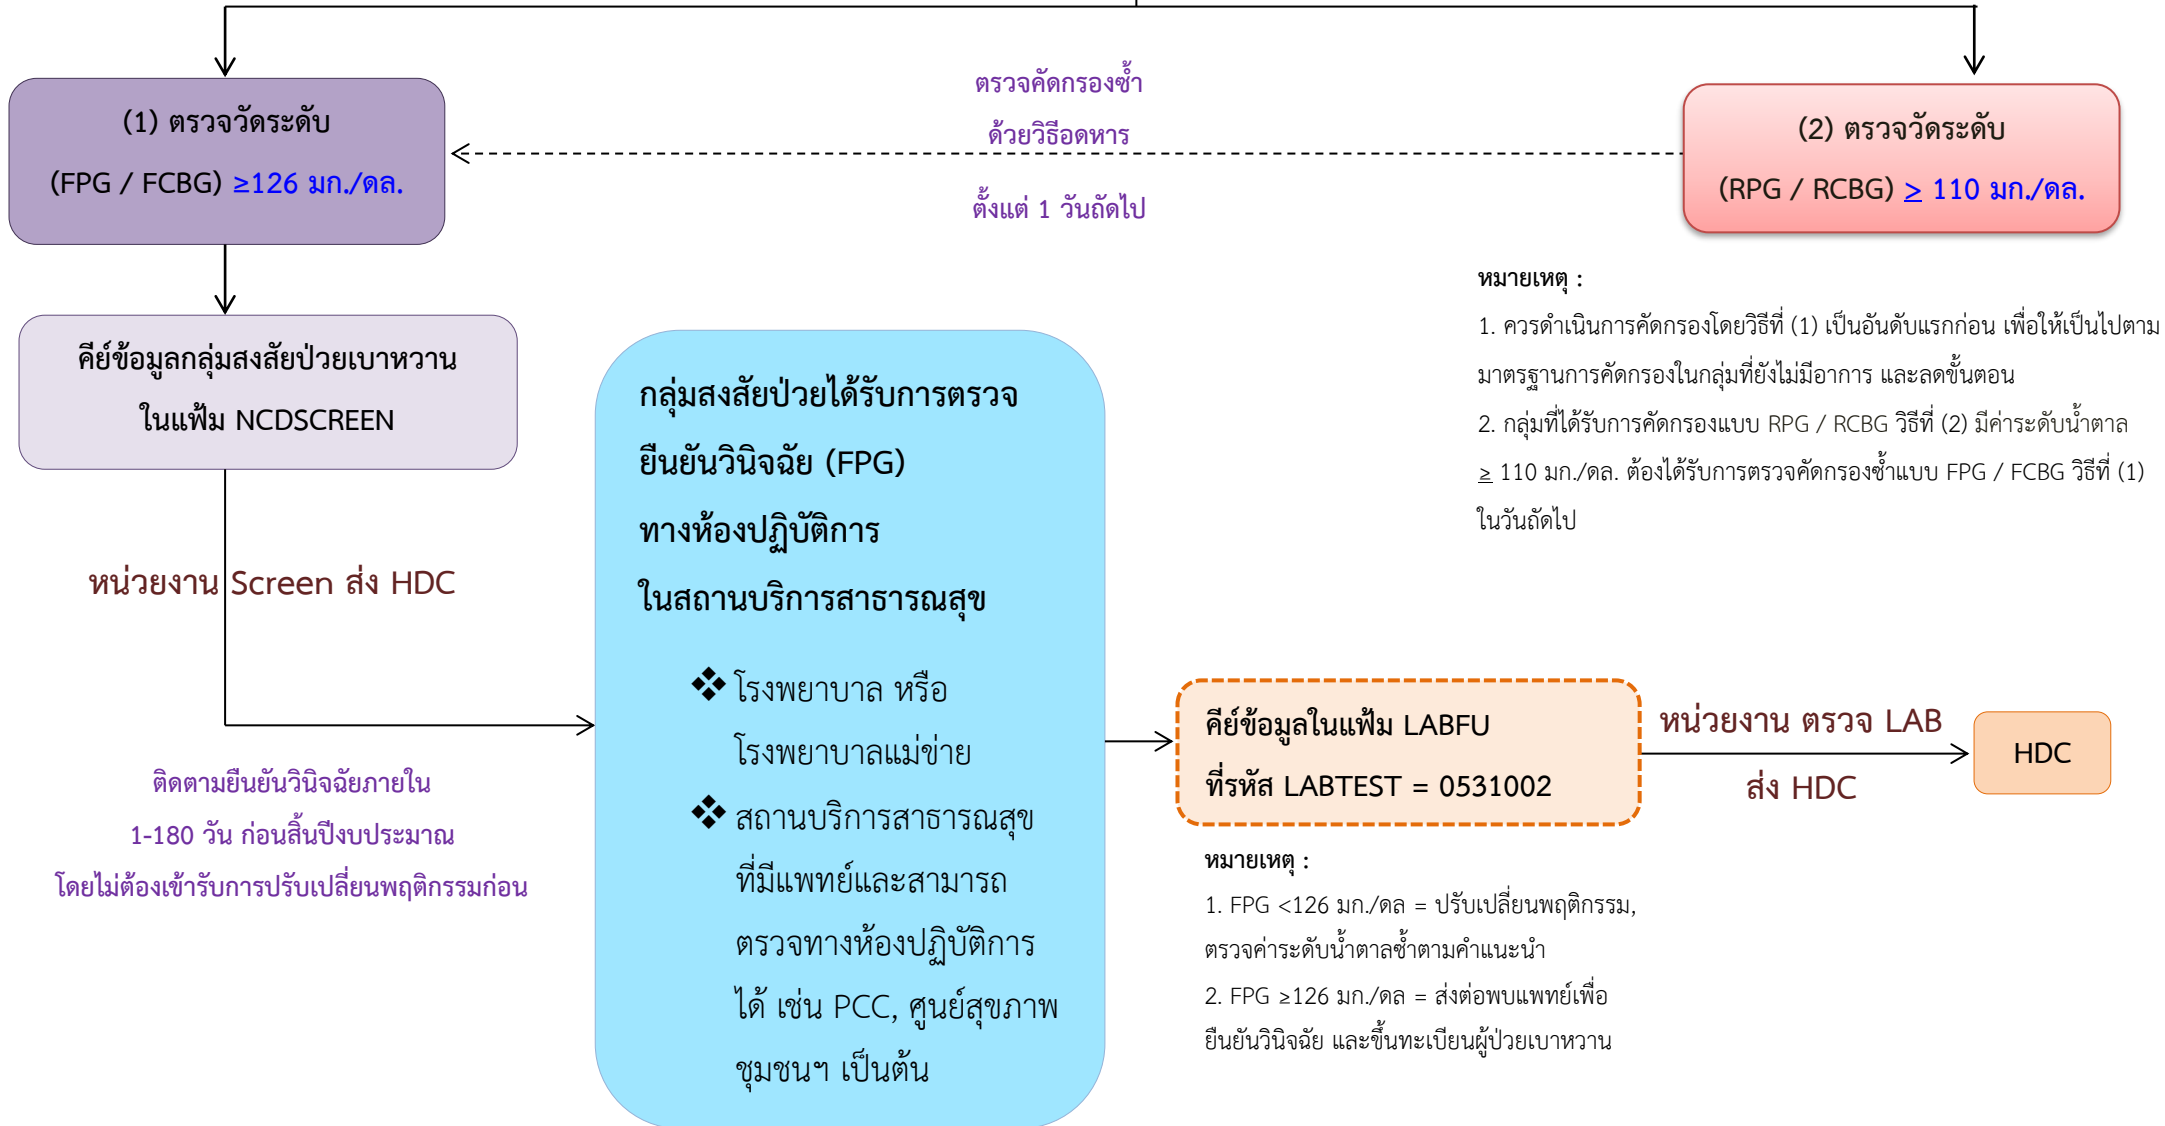 (1) ตรวจวัดระดับ
(FPG / FCBG) ≥126 มก./ดล.
ตรวจคัดกรองซ้ำ
ด้วยวิธีอดหาร
ตั้งแต่ 1 วันถัดไป
(2) ตรวจวัดระดับ
(RPG / RCBG) ≥ 110 มก./ดล.
หมายเหตุ :
1. ควรดำเนินการคัดกรองโดยวิธีที่ (1) เป็นอันดับแรกก่อน เพื่อให้เป็นไปตาม
มาตรฐานการคัดกรองในกลุ่มที่ยังไม่มีอาการ และลดขั้นตอน
2. กลุ่มที่ได้รับการคัดกรองแบบ RPG / RCBG วิธีที่ (2) มีค่าระดับน้ำตาล
≥ 110 มก./ดล. ต้องได้รับการตรวจคัดกรองซ้ำแบบ FPG / FCBG วิธีที่ (1)
ในวันถัดไป
คีย์ข้อมูลกลุ่มสงสัยป่วยเบาหวาน
ในแฟ้ม NCDSCREEN
หน่วยงาน Screen ส่ง HDC
ติดตามยืนยันวินิจฉัยภายใน
1-180 วัน ก่อนสิ้นปีงบประมาณ
โดยไม่ต้องเข้ารับการปรับเปลี่ยนพฤติกรรมก่อน
กลุ่มสงสัยป่วยได้รับการตรวจ
ยืนยันวินิจฉัย (FPG)
ทางห้องปฏิบัติการ
ในสถานบริการสาธารณสุข
❖ โรงพยาบาล หรือ
โรงพยาบาลแม่ข่าย
❖ สถานบริการสาธารณสุข
ที่มีแพทย์และสามารถ
ตรวจทางห้องปฏิบัติการ
ได้ เช่น PCC, ศูนย์สุขภาพ
ชุมชนฯ เป็นต้น
คีย์ข้อมูลในแฟ้ม LABFU
ที่รหัส LABTEST = 0531002
หน่วยงาน ตรวจ LAB
ส่ง HDC
HDC
หมายเหตุ :
1. FPG <126 มก./ดล = ปรับเปลี่ยนพฤติกรรม,
ตรวจค่าระดับน้ำตาลซ้ำตามคำแนะนำ
2. FPG ≥126 มก./ดล = ส่งต่อพบแพทย์เพื่อ
ยืนยันวินิจฉัย และขึ้นทะเบียนผู้ป่วยเบาหวาน